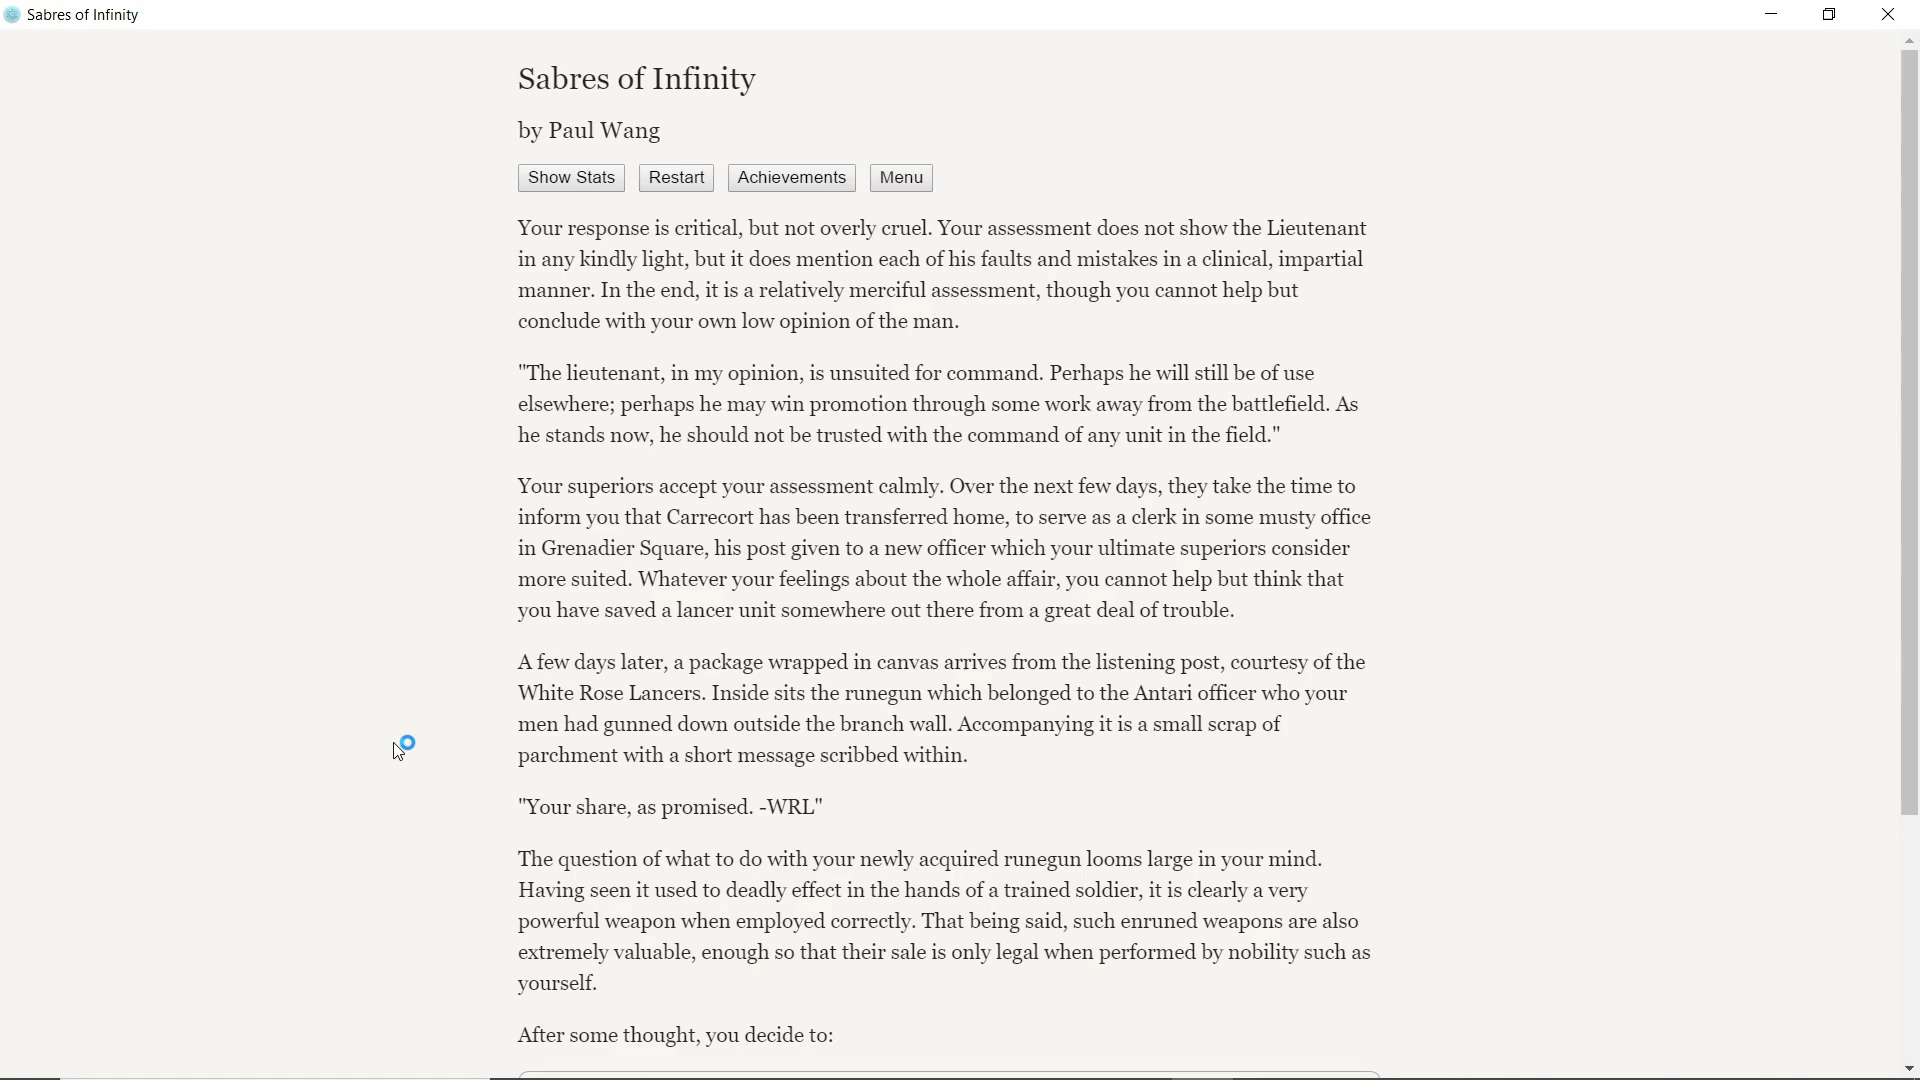 Sabres of Infinity
Sabres of Infinity
by Paul Wang
Show Stats Restart Achievements Menu
Your response is critical, but not overly cruel. Your assessment does not show the Lieutenant
in any kindly light, but it does mention each of his faults and mistakes in a clinical, impartial
manner. In the end, it is a relatively merciful assessment, though you cannot help but
conclude with your own low opinion of the man.
"The lieutenant, in my opinion, is unsuited for command. Perhaps he will still be of use
elsewhere; perhaps he may win promotion through some work away from the battlefield. As
he stands now, he should not be trusted with the command of any unit in the field."
Your superiors accept your assessment calmly. Over the next few days, they take the time to
inform you that Carrecort has been transferred home, to serve as a clerk in some musty office
in Grenadier Square, his post given to a new officer which your ultimate superiors consider
more suited. Whatever your feelings about the whole affair, you cannot help but think that
you have saved a lancer unit somewhere out there from a great deal of trouble.
A few days later, a package wrapped in canvas arrives from the listening post, courtesy of the
White Rose Lancers. Inside sits the runegun which belonged to the Antari officer who your
men had gunned down outside the branch wall. Accompanying it is a small scrap of
parchment with a short message scribbed within.
"Your share, as promised. -WRL"
The question of what to do with your newly acquired runegun looms large in your mind.
Having seen it used to deadly effect in the hands of a trained soldier, it is clearly a very
powerful weapon when employed correctly. That being said, such enruned weapons are also
extremely valuable, enough so that their sale is only legal when performed by nobility such as
yourself.
After some thought, you decide to: